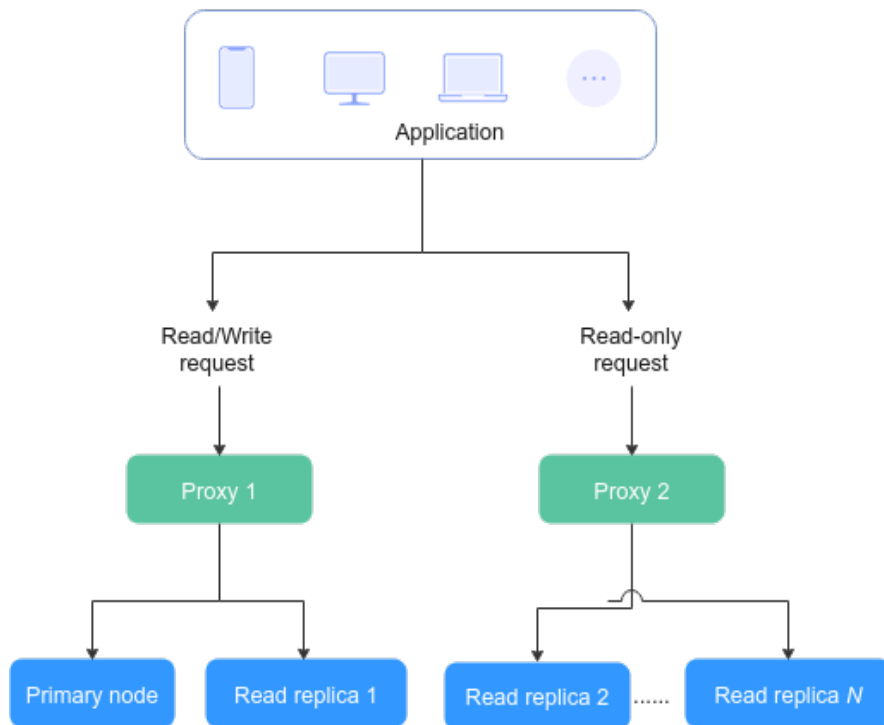 Application
Read/Write
request
Read-only
request
Proxy 1
Proxy 2
Primary node
Read replica 1
Read replica 2
......
Read replica N